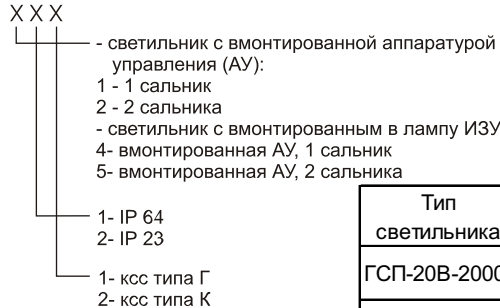 Х Х Х
- светильник с вмонтированной аппаратурой
управления (АУ):
1 - 1 сальник
2 - 2 сальника
- светильник с вмонтированным в лампу ИЗУ
4- вмонтированная АУ, 1 сальник
5- вмонтированная АУ, 2 сальника
1- IP 64
2- IP 23
1- ксс типа Г
2- ксс типа К
Тип
светильника
ГСП-20В-2000